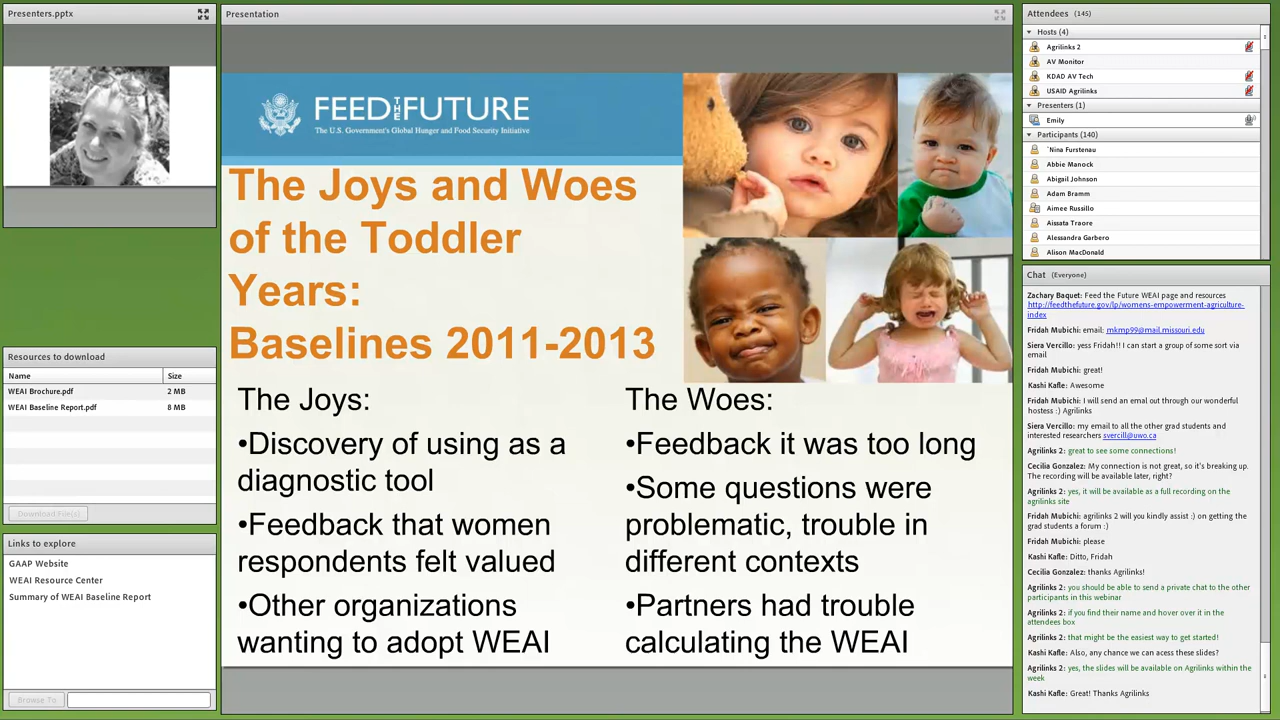 Presenters.pptx
Presentation
FEED THE FUTURE
The U.S. Government's Global Hunger and Food Security Initiative
The Joys and Woes
of the Toddler
Years:
Baselines 2011-2013
The Joys:
•Discovery of using as a
diagnostic tool
•Feedback that women
respondents felt valued
•Other organizations
wanting to adopt WEAI
The Woes:
•Feedback it was too long
•Some questions were
problematic, trouble in
different contexts
•Partners had trouble
calculating the WEAI
Resources to download
Name Size
WEAI Brochure.pdf 2 MB
WEAI Baseline Report.pdf 8 MB
Download File(s)
Links to explore
GAAP Website
WEAI Resource Center
Summary of WEAI Baseline Report
Browse To
Attendees (145)
Hosts (4)
Agrilinks 2
AV Monitor
KDAD AV Tech
USAID Agrilinks
Presenters (1)
Emily
Participants (140)
`Nina Furstenau
Abbie Manock
Abigail Johnson
Adam Bramm
Aimee Russillo
Aissata Traore
Alessandra Garbero
Alison MacDonald
Chat (Everyone)
Zachary Baquet: Feed the Future WEAI page and resources
http://feedthefuture.gov/lp/womens-empowerment-agriculture-
index
Fridah Mubichi: email: mkmp99@mail.missouri.edu
Siera Vercillo: yess Fridah!! I can start a group of some sort via
email
Fridah Mubichi: great!
Kashi Kafle: Awesome
Fridah Mubichi: I will send an emal out through our wonderful
hostess :) Agrilinks
Siera Vercillo: my email to all the other grad students and
interested researchers svercill@uwo.ca
Agrilinks 2: great to see some connections!
Cecilia Gonzalez: My connection is not great, so it's breaking up.
The recording will be available later, right?
Agrilinks 2: yes, it will be available as a full recording on the
agrilinks site
Fridah Mubichi: agrilinks 2 will you kindly assist :) on getting the
grad students a forum :)
Fridah Mubichi: please
Kashi Kafle: Ditto, Fridah
Cecilia Gonzalez: thanks Agrilinks!
Agrilinks 2: you should be able to send a private chat to the other
participants in this webinar
Agrilinks 2: if you find their name and hover over it in the
attendees box
Agrilinks 2: that might be the easiest way to get started!
Kashi Kafle: Also, any chance we can acess these slides?
Agrilinks 2: yes, the slides will be available on Agrilinks within the
week
Kashi Kafle: Great! Thanks Agrilinks